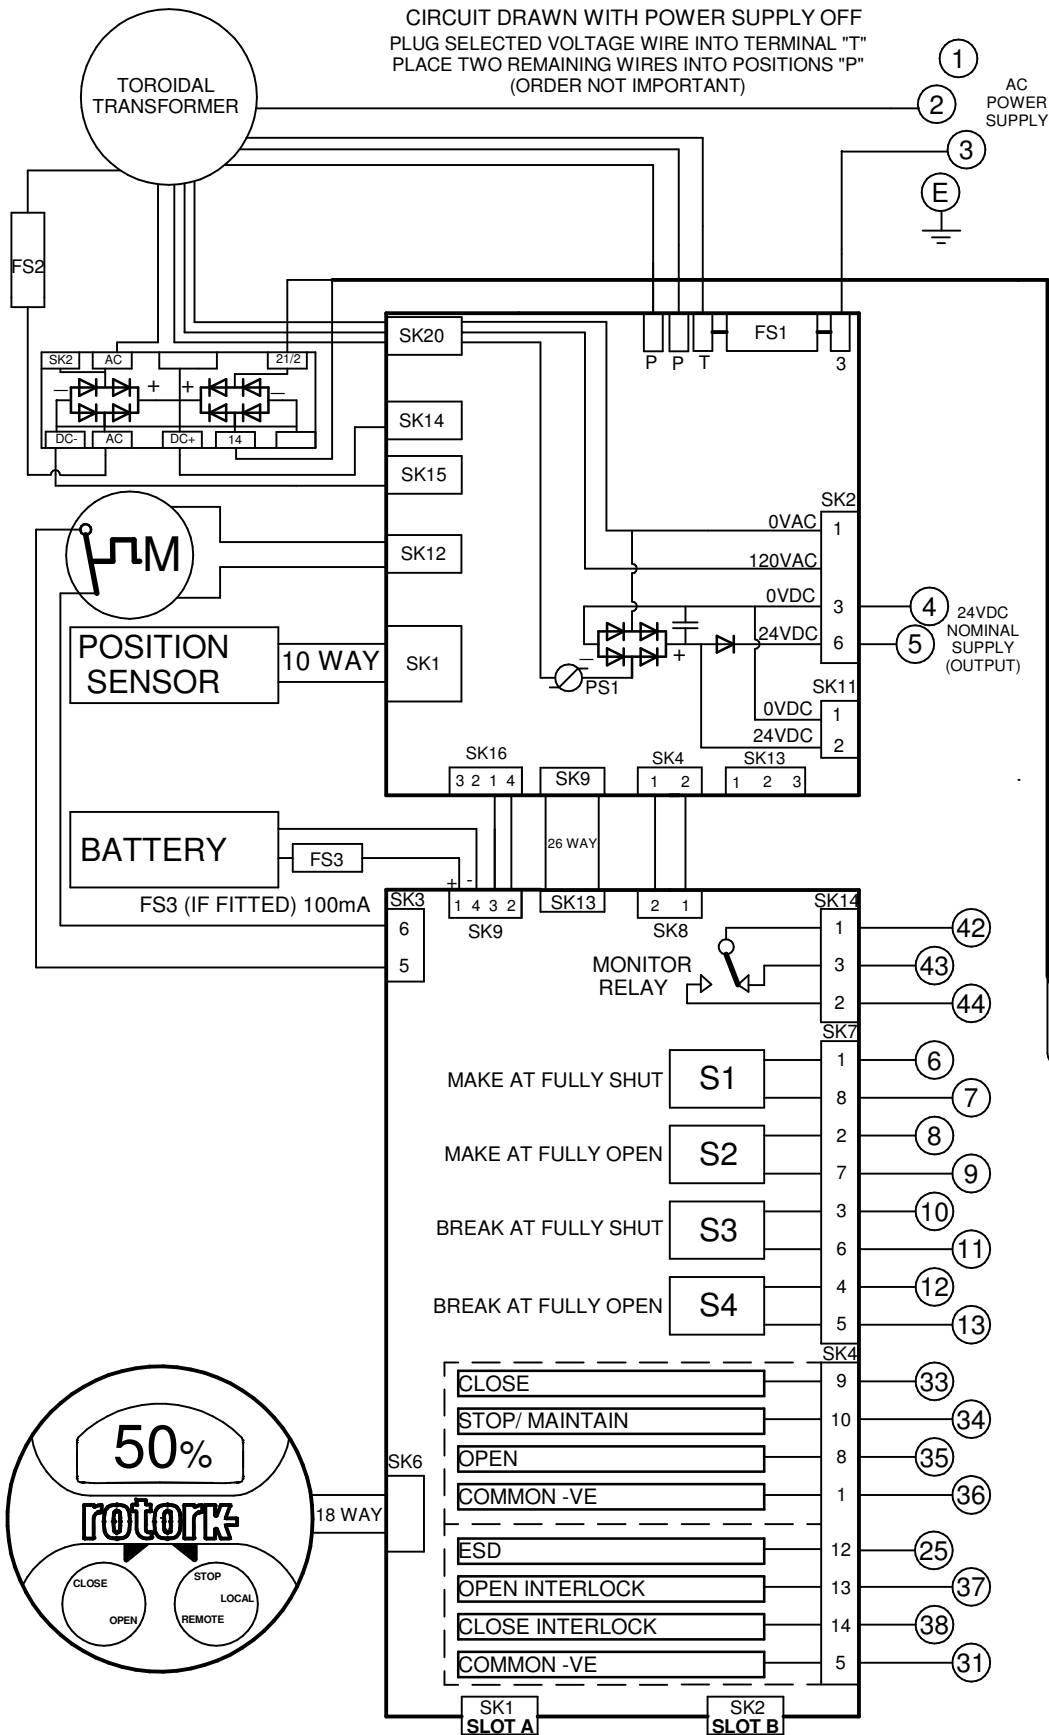 CIRCUIT DRAWN WITH POWER SUPPLY OFF
PLUG SELECTED VOLTAGE WIRE INTO TERMINAL "T"
PLACE TWO REMAINING WIRES INTO POSITIONS "P"
(ORDER NOT IMPORTANT)
TOROIDAL
TRANSFORMER
1
2
3
E
AC
POWER
SUPPLY
FS2
SK2
AC
21/2
-
+
+
-
DC-
AC
DC+
14
SK20
SK14
SK15
SK12
SK1
P
P
T
FS1
3
M
POSITION
SENSOR
10 WAY
SK2
0VAC
1
120VAC
0VDC
3
24VDC
6
-
+
PS1
4
5
24VDC
NOMINAL
SUPPLY
(OUTPUT)
SK11
0VDC
1
24VDC
2
SK16
3 2 1 4
SK9
SK4
1 2
SK13
1 2 3
BATTERY
FS3
26 WAY
FS3 (IF FITTED) 100mA
+ -
SK3
6
5
1 4 3 2
SK9
SK13
2 1
SK8
SK14
1
3
2
MONITOR
RELAY
42
43
44
SK7
MAKE AT FULLY SHUT
S1
1
8
6
7
MAKE AT FULLY OPEN
S2
2
7
8
9
BREAK AT FULLY SHUT
S3
3
6
10
11
BREAK AT FULLY OPEN
S4
4
5
12
13
SK4
CLOSE
9
33
STOP/ MAINTAIN
10
34
OPEN
8
35
COMMON -VE
1
36
ESD
12
25
OPEN INTERLOCK
13
37
CLOSE INTERLOCK
14
38
COMMON -VE
5
31
50%
rotork
CLOSE
OPEN
STOP
LOCAL
REMOTE
18 WAY
SK6
SK1
SLOT A
SK2
SLOT B